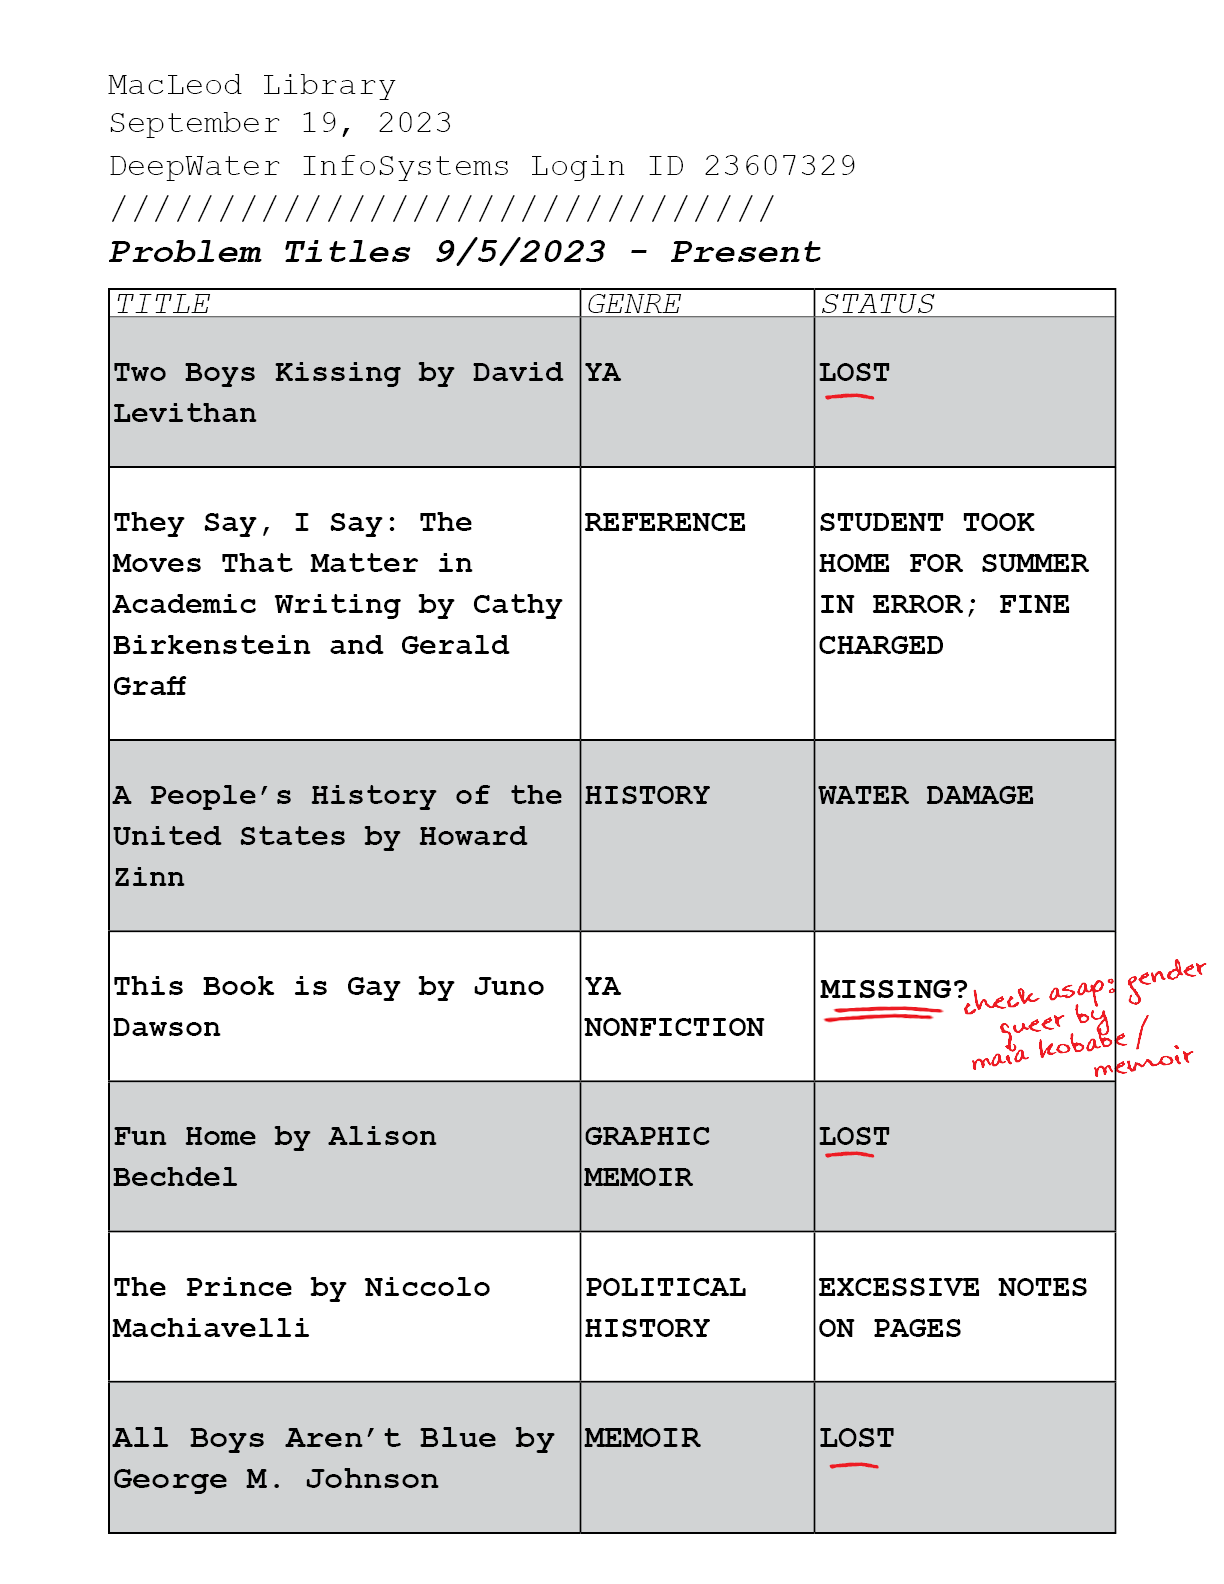 MacLeod Library
September 19, 2023
DeepWater InfoSystems Login ID 23607329
///////////////////////////////
Problem Titles 9/5/2023 - Present
TITLE GENRE STATUS
Two Boys Kissing by David YA LOST
Levithan
They Say, I Say: The REFERENCE STUDENT TOOK
Moves That Matter in HOME FOR SUMMER
Academic Writing by Cathy IN ERROR; FINE
Birkenstein and Gerald CHARGED
Graff
A People’s History of the HISTORY WATER DAMAGE
United States by Howard
Zinn
This Book is Gay by Juno YA MISSING?
Dawson NONFICTION
check asap: gender
queer by
maia kobabe/
memoir
Fun Home by Alison GRAPHIC LOST
Bechdel MEMOIR
The Prince by Niccolo POLITICAL EXCESSIVE NOTES
Machiavelli HISTORY ON PAGES
All Boys Aren’t Blue by MEMOIR LOST
George M. Johnson